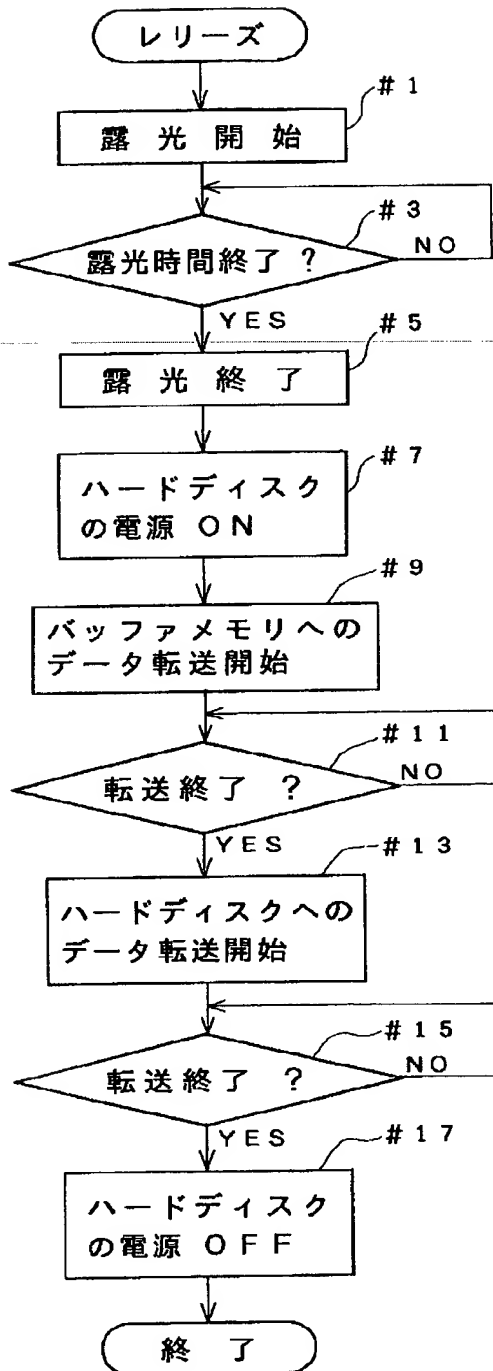 レリーズ
#1
露光開始
#3
露光時間終了?
NO
YES
#5
露光終了
#7
ハードディスク
の電源 ON
#9
バッファメモリへの
データ転送開始
#11
転送終了 ?
NO
YES
#13
ハードディスクへの
データ転送開始
#15
転送終了 ?
NO
YES
#17
ハードディスク
の電源 OFF
終了